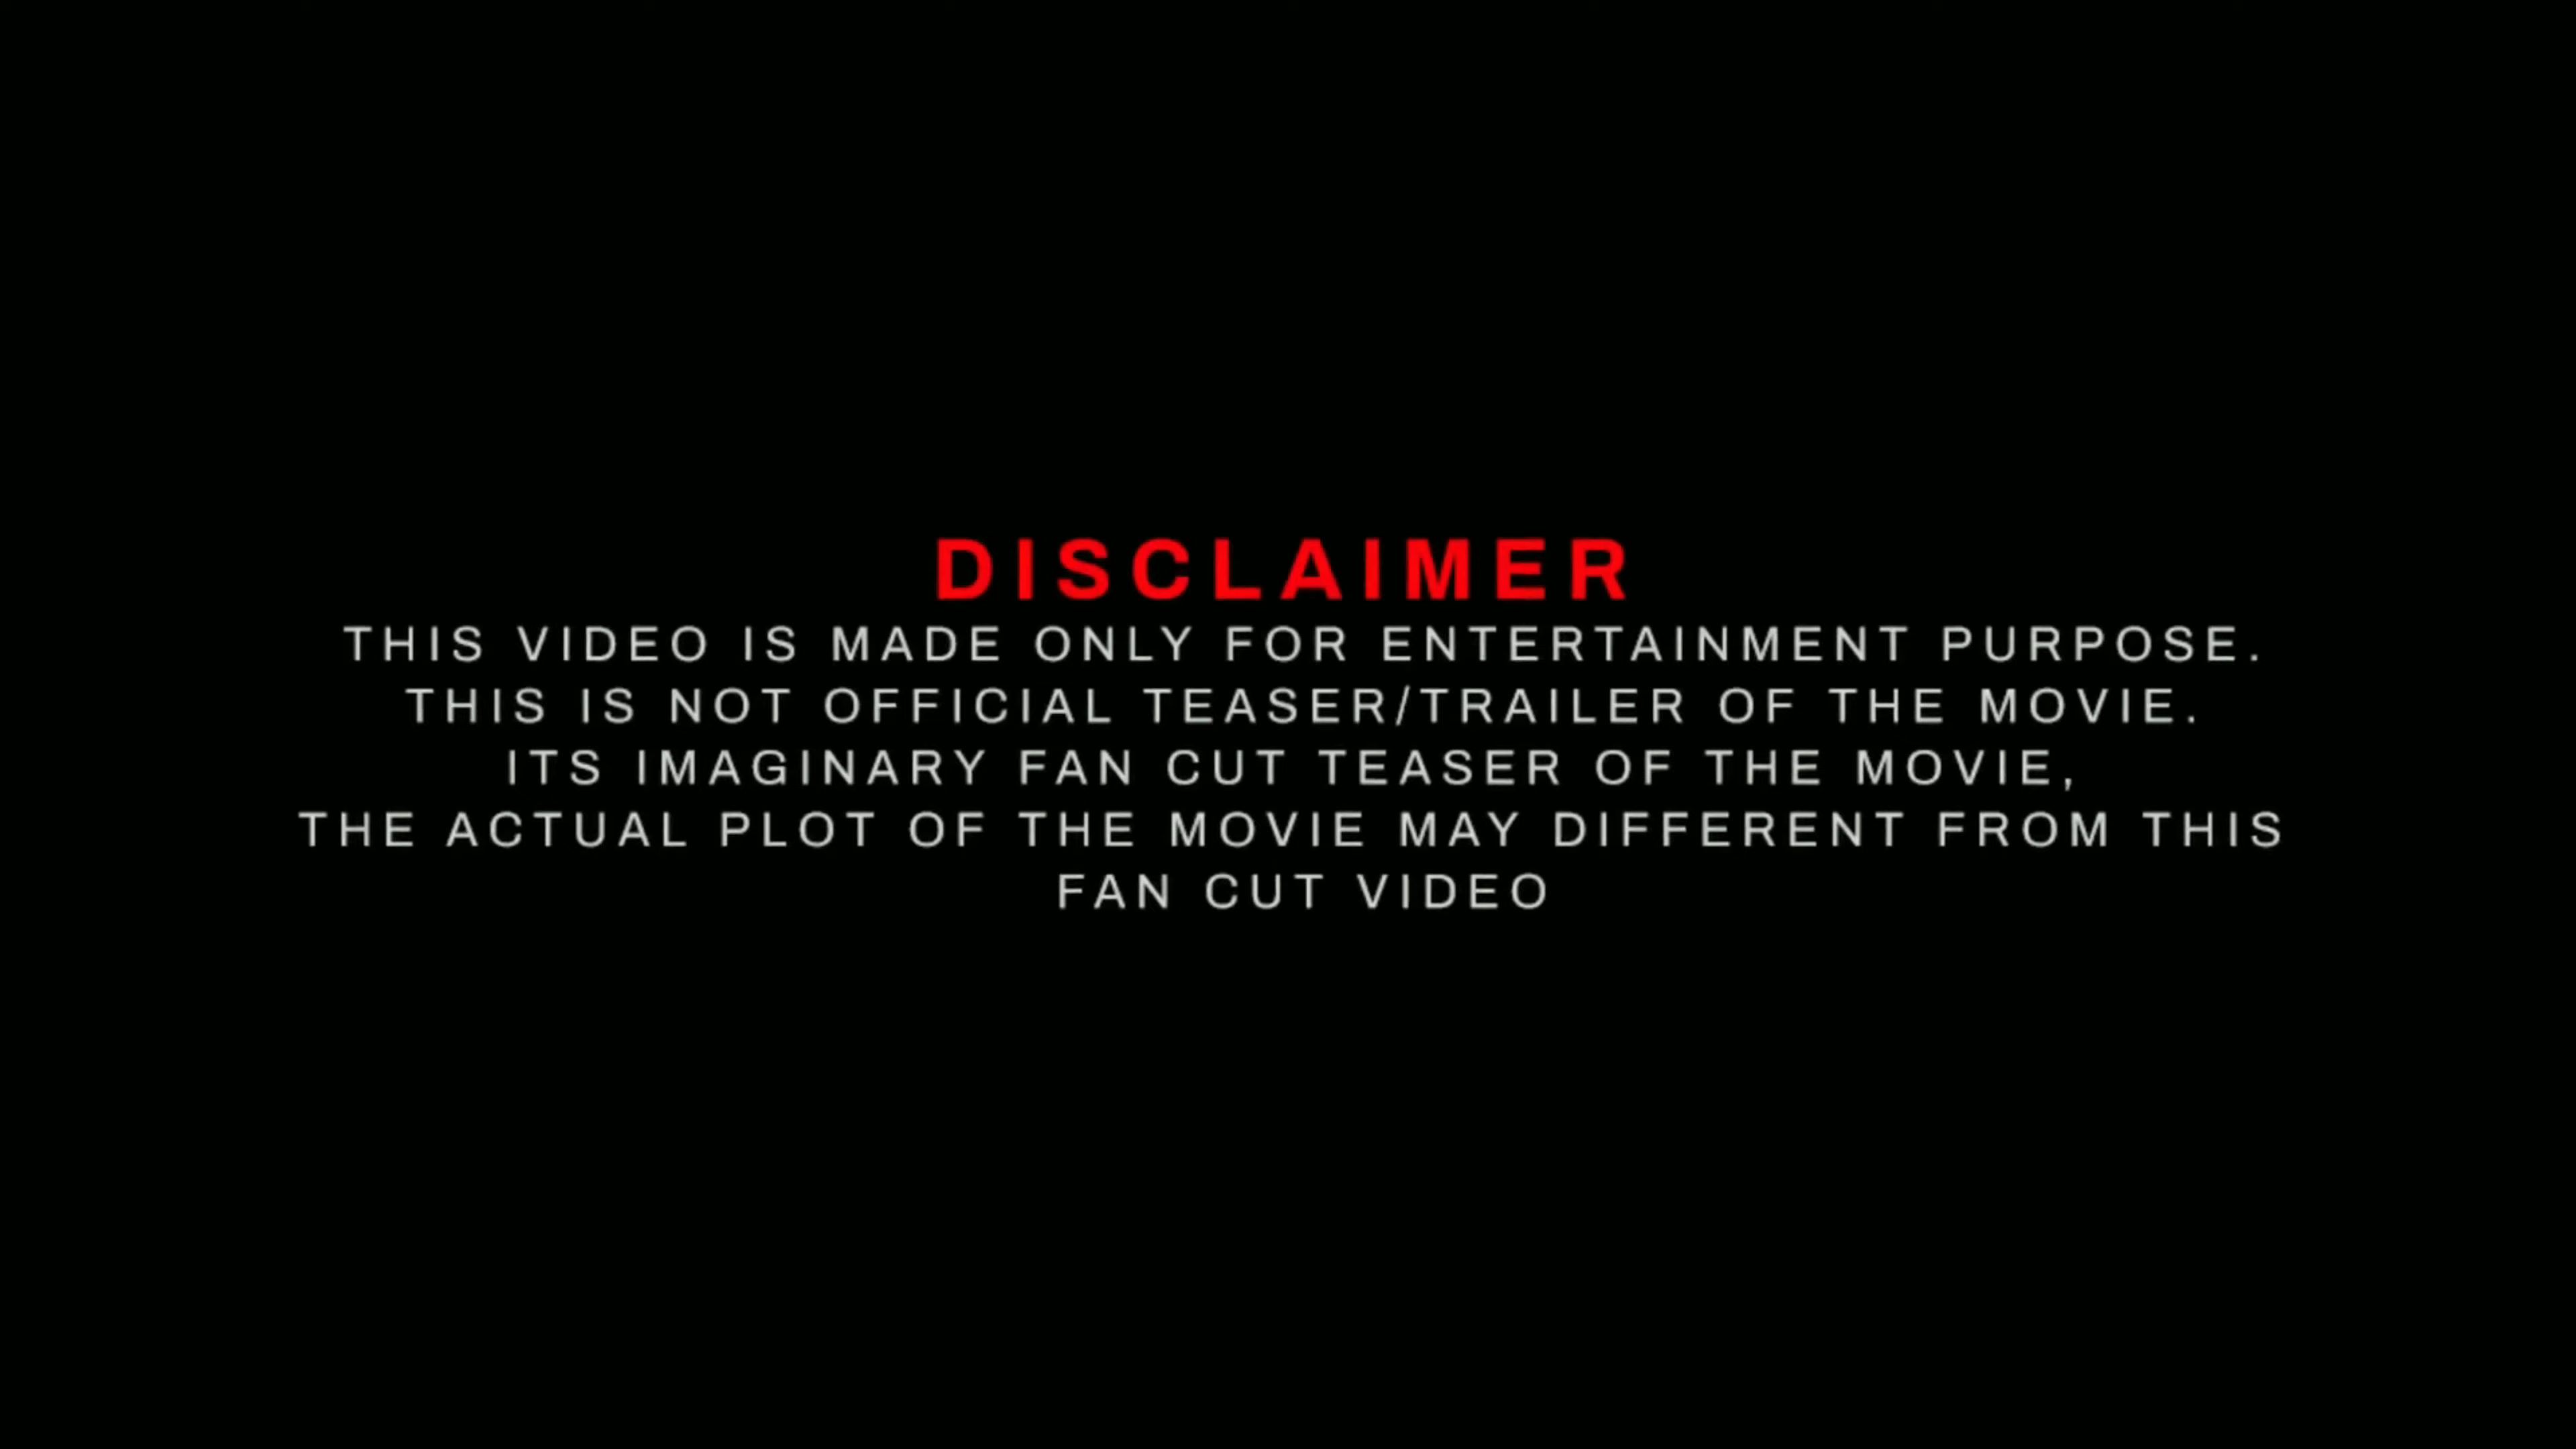 DISCLAIMER
THIS VIDEO IS MADE ONLY FOR ENTERTAINMENT PURPOSE.
THIS IS NOT OFFICIAL TEASER/TRAILER OF THE MOVIE.
ITS IMAGINARY FAN CUT TEASER OF THE MOVIE,
THE ACTUAL PLOT OF THE MOVIE MAY DIFFERENT FROM THIS
FAN CUT VIDEO